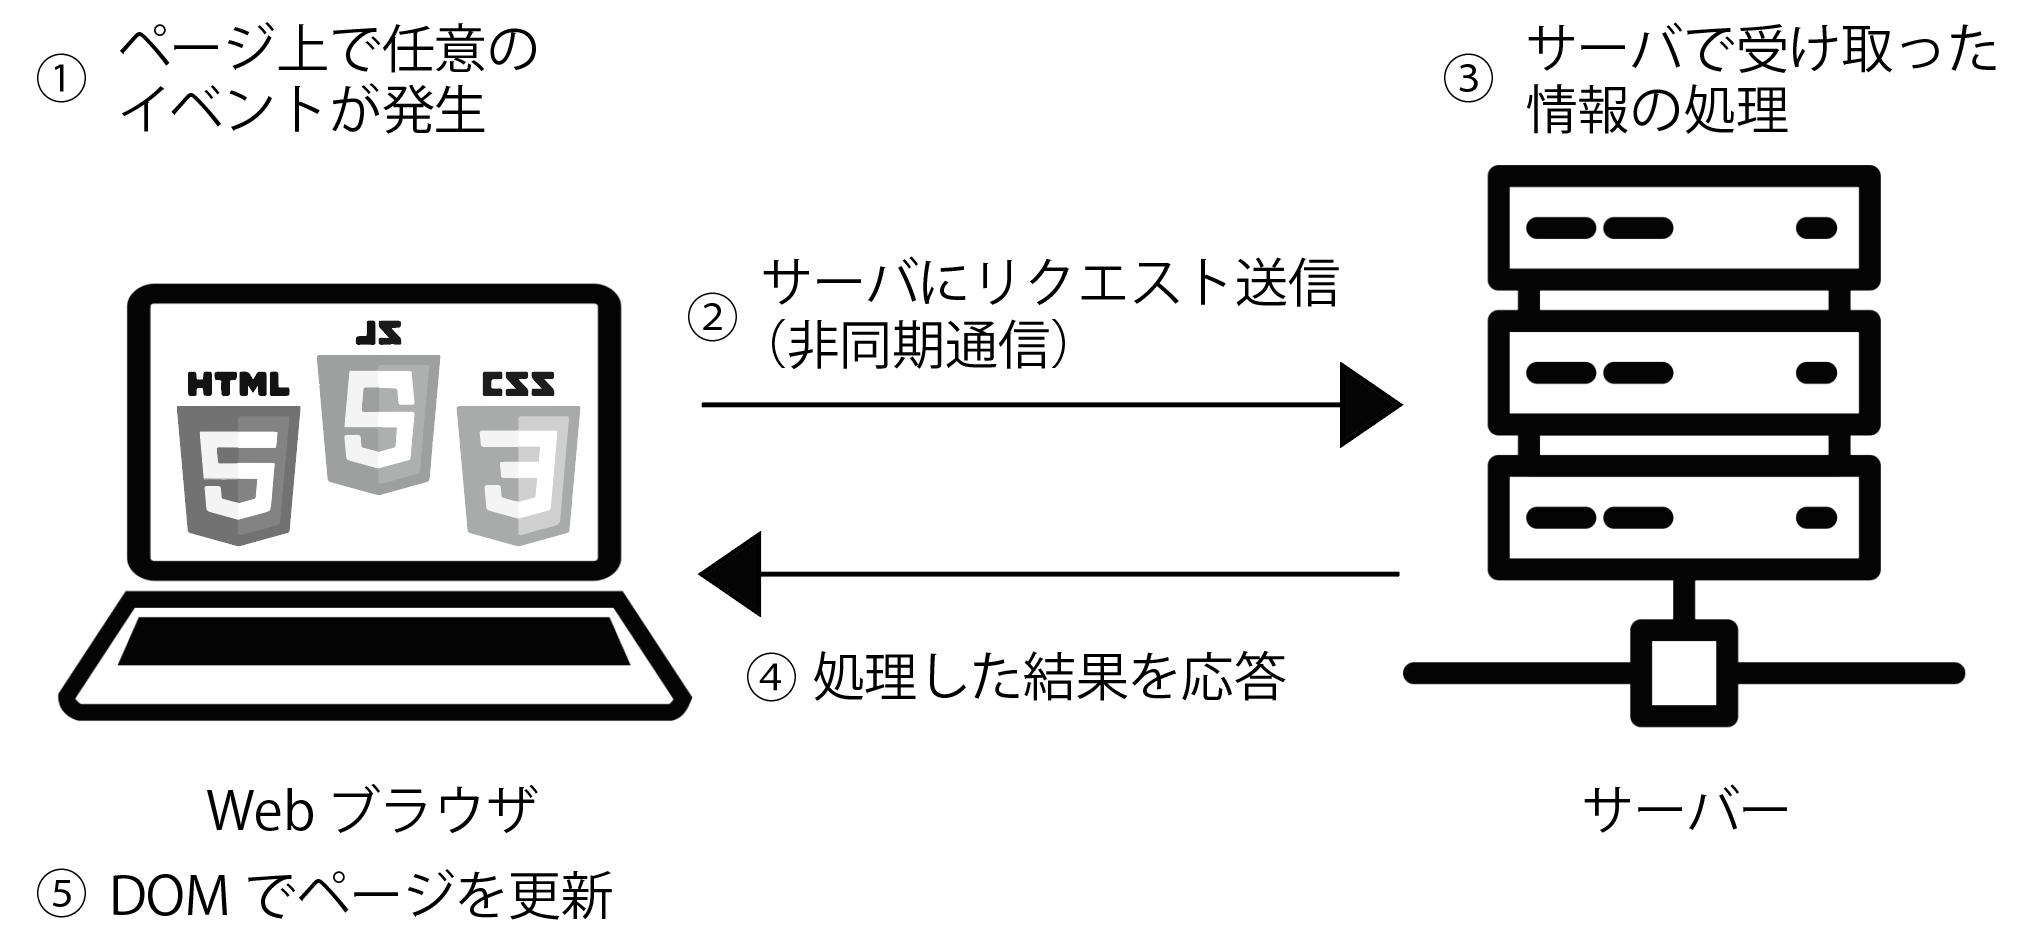 ① ページ上で任意の
イベントが発生
② サーバにリクエスト送信
（非同期通信）
③ サーバで受け取った
情報の処理
JS
HTML
CSS
5
5
3
④ 処理した結果を応答
Web ブラウザ
サーバー
⑤ DOM でページを更新